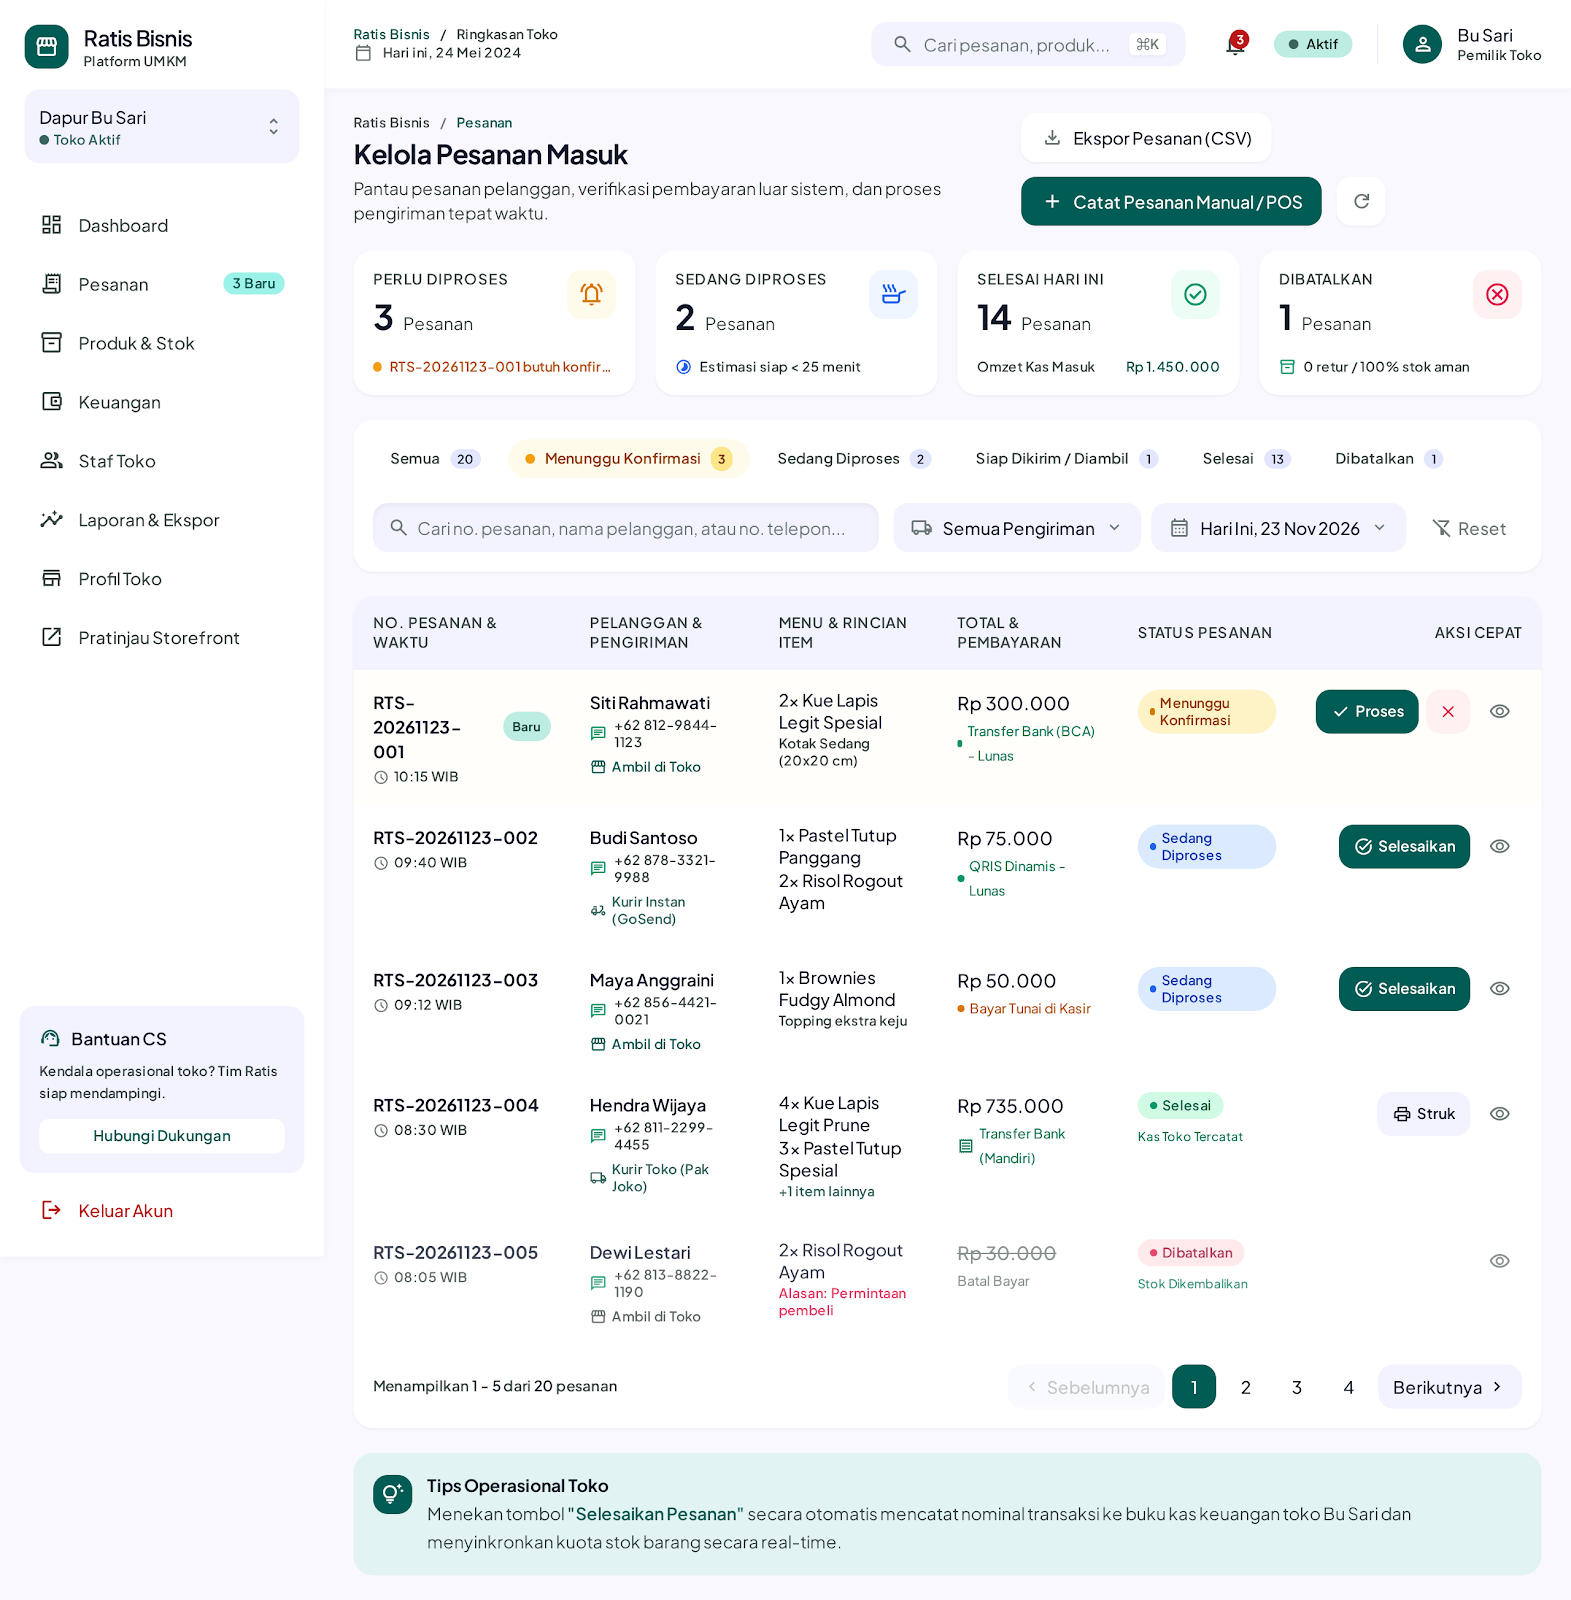 Ratis Bisnis
Platform UMKM
Dapur Bu Sari
Toko Aktif
Dashboard
Pesanan
3 Baru
Produk & Stok
Keuangan
Staf Toko
Laporan & Ekspor
Profil Toko
Pratinjau Storefront
Bantuan CS
Kendala operasional toko? Tim Ratis
siap mendampingi.
Hubungi Dukungan
Keluar Akun
Ratis Bisnis / Ringkasan Toko
Hari ini, 24 Mei 2024
Cari pesanan, produk... ⌘K
3
Aktif
Bu Sari
Pemilik Toko
Ratis Bisnis / Pesanan
Kelola Pesanan Masuk
Pantau pesanan pelanggan, verifikasi pembayaran luar sistem, dan proses
pengiriman tepat waktu.
Ekspor Pesanan (CSV)
Catat Pesanan Manual / POS
PERLU DIPROSES
3 Pesanan
RTS-20261123-001 butuh konfir...
SEDANG DIPROSES
2 Pesanan
Estimasi siap < 25 menit
SELESAI HARI INI
14 Pesanan
Omzet Kas Masuk Rp 1.450.000
DIBATALKAN
1 Pesanan
0 retur / 100% stok aman
Semua 20
Menunggu Konfirmasi 3
Sedang Diproses 2
Siap Dikirim / Diambil 1
Selesai 13
Dibatalkan 1
Cari no. pesanan, nama pelanggan, atau no. telepon...
Semua Pengiriman
Hari Ini, 23 Nov 2026
Reset
NO. PESANAN &
WAKTU
PELANGGAN &
PENGIRIMAN
MENU & RINCIAN
ITEM
TOTAL &
PEMBAYARAN
STATUS PESANAN
AKSI CEPAT
RTS-
20261123-
001
Baru
10:15 WIB
Siti Rahmawati
+62 812-9844-
1123
Ambil di Toko
2× Kue Lapis
Legit Spesial
Kotak Sedang
(20x20 cm)
Rp 300.000
Transfer Bank (BCA)
- Lunas
Menunggu
Konfirmasi
Proses
RTS-20261123-002
09:40 WIB
Budi Santoso
+62 878-3321-
9988
Kurir Instan
(GoSend)
1× Pastel Tutup
Panggang
2× Risol Rogout
Ayam
Rp 75.000
QRIS Dinamis -
Lunas
Sedang
Diproses
Selesaikan
RTS-20261123-003
09:12 WIB
Maya Anggraini
+62 856-4421-
0021
Ambil di Toko
1× Brownies
Fudgy Almond
Topping ekstra keju
Rp 50.000
Bayar Tunai di Kasir
Sedang
Diproses
Selesaikan
RTS-20261123-004
08:30 WIB
Hendra Wijaya
+62 811-2299-
4455
Kurir Toko (Pak
Joko)
4× Kue Lapis
Legit Prune
3× Pastel Tutup
Spesial
+1 item lainnya
Rp 735.000
Transfer Bank
(Mandiri)
Selesai
Kas Toko Tercatat
Struk
RTS-20261123-005
08:05 WIB
Dewi Lestari
+62 813-8822-
1190
Ambil di Toko
2× Risol Rogout
Ayam
Alasan: Permintaan
pembeli
Rp 30.000
Batal Bayar
Dibatalkan
Stok Dikembalikan
Menampilkan 1 - 5 dari 20 pesanan
Sebelumnya 1 2 3 4 Berikutnya
Tips Operasional Toko
Menekan tombol "Selesaikan Pesanan" secara otomatis mencatat nominal transaksi ke buku kas keuangan toko Bu Sari dan
menyinkronkan kuota stok barang secara real-time.